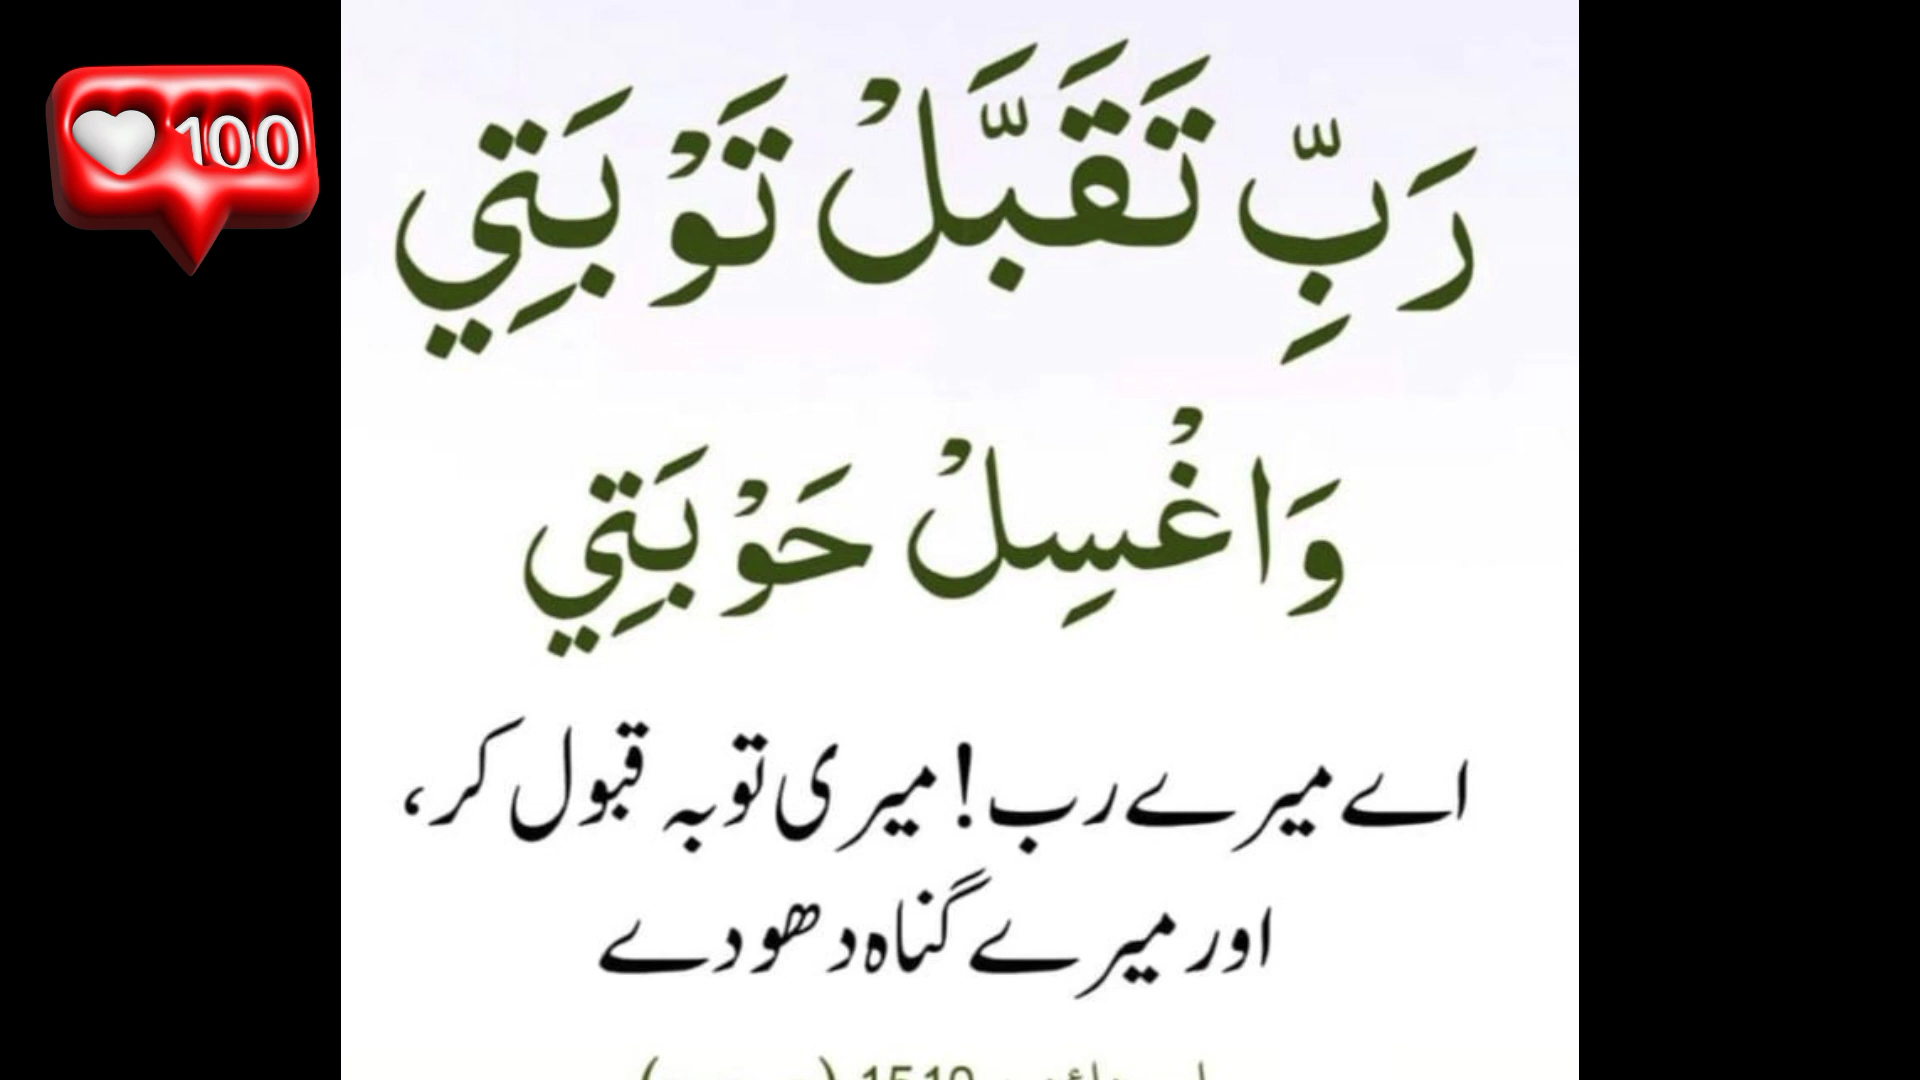 100
رَبِّ تَقَبَّلْ تَوْبَتِي
وَاغْسِلْ حَوْبَتِي
اے میرے رب! میری توبہ قبول کر،
اور میرے گناہ دھو دے